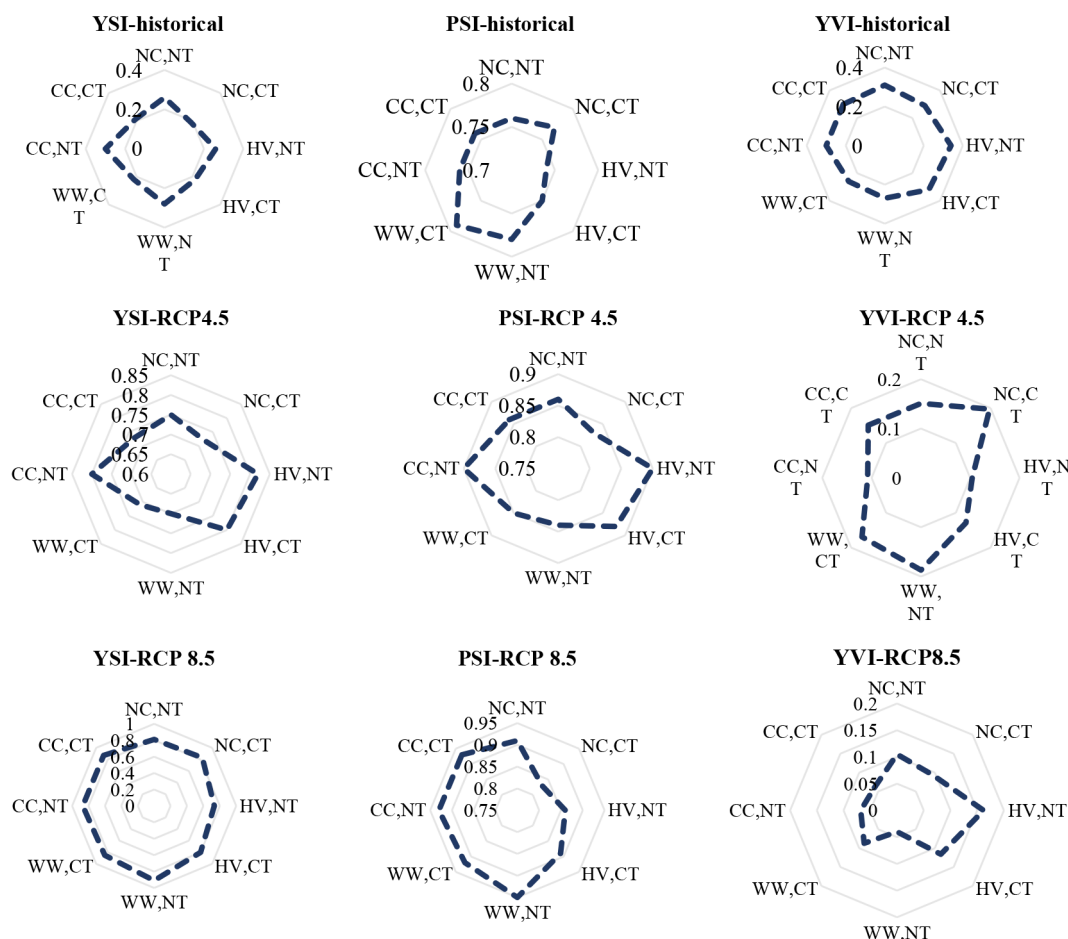 YSI-historical
NC,NT
0.4
CC,CT
NC,CT
0.2
CC,NT
0
HV,NT
WW,C
T
HV,CT
WW,N
T
PSI-historical
NC,NT
0.8
CC,CT
NC,CT
0.75
CC,NT
0.7
HV,NT
WW,CT
HV,CT
WW,NT
YVI-historical
NC,NT
0.4
CC,CT
NC,CT
0.2
CC,NT
0
HV,NT
WW,CT
HV,CT
WW,N
T
YSI-RCP4.5
NC,NT
0.85
CC,CT
0.8
NC,CT
0.75
0.7
0.65
CC,NT
0.6
HV,NT
WW,CT
HV,CT
WW,NT
PSI-RCP 4.5
NC,NT
0.9
CC,CT
0.85
NC,CT
0.8
CC,NT
0.75
HV,NT
WW,CT
HV,CT
WW,NT
YVI-RCP 4.5
NC,N
T
0.2
CC,C
T
NC,C
T
0.1
CC,N
T
0
HV,N
T
WW,
CT
HV,C
T
WW,
NT
YSI-RCP 8.5
NC,NT
1
CC,CT
0.8
NC,CT
0.6
0.4
0.2
CC,NT
0
HV,NT
WW,CT
HV,CT
WW,NT
PSI-RCP 8.5
NC,NT
0.95
CC,CT
0.9
NC,CT
0.85
0.8
CC,NT
0.75
HV,NT
WW,CT
HV,CT
WW,NT
YVI-RCP8.5
NC,NT
0.2
CC,CT
0.15
NC,CT
0.1
0.05
CC,NT
0
HV,NT
WW,CT
HV,CT
WW,NT